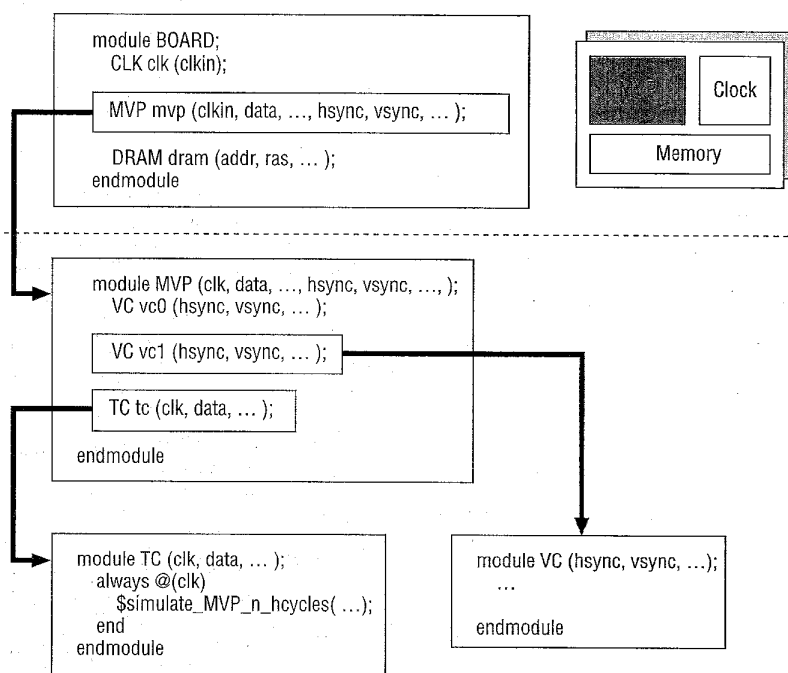 module BOARD;
CLK clk (clkin);
MVP mvp (clkin, data, …, hsync, vsync, … );
DRAM dram (addr, ras, … );
endmodule
Clock
Memory
module MVP (clk, data, …, hsync, vsync, …, );
VC vc0 (hsync, vsync, … );
VC vc1 (hsync, vsync, … );
TC tc (clk, data, … );
endmodule
module TC (clk, data, … );
always @(clk)
$simulate_MVP_n_hcycles( …);
end
endmodule
module VC (hsync, vsync, …);
…
endmodule